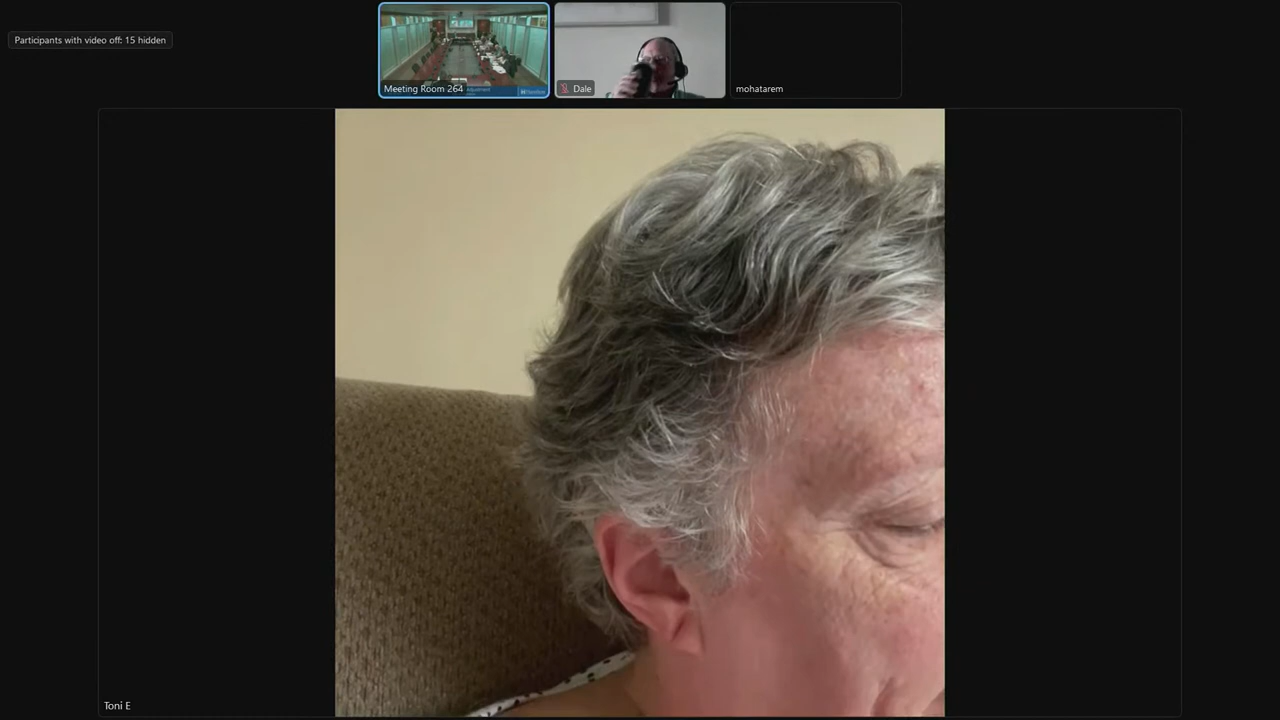 Participants with video off: 15 hidden
Meeting Room 264
Dale
mohatarem
Toni E